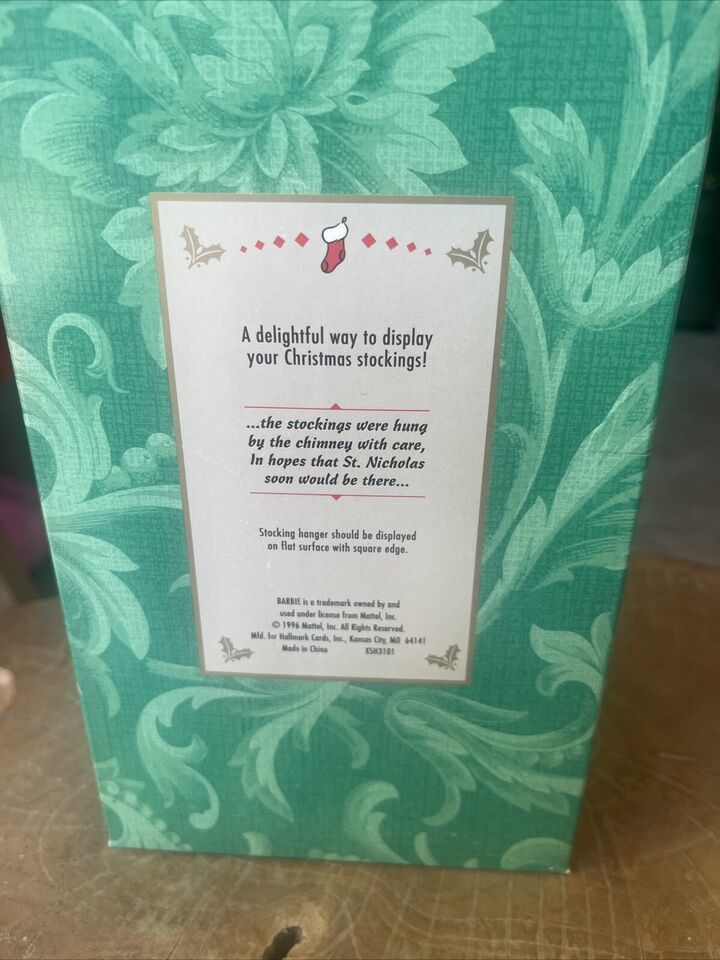 A delightful way to display
your Christmas stockings!
...the stockings were hung
by the chimney with care,
In hopes that St. Nicholas
soon would be there...
Stocking hanger should be displayed
on flat surface with square edge.
BARBIE is a trademark owned by and
used under license from Mattel, Inc.
© 1996 Mattel, Inc. All Rights Reserved.
Mfd. for Hallmark Cards, Inc., Kansas City, MO 64141
Made in China XSH3101